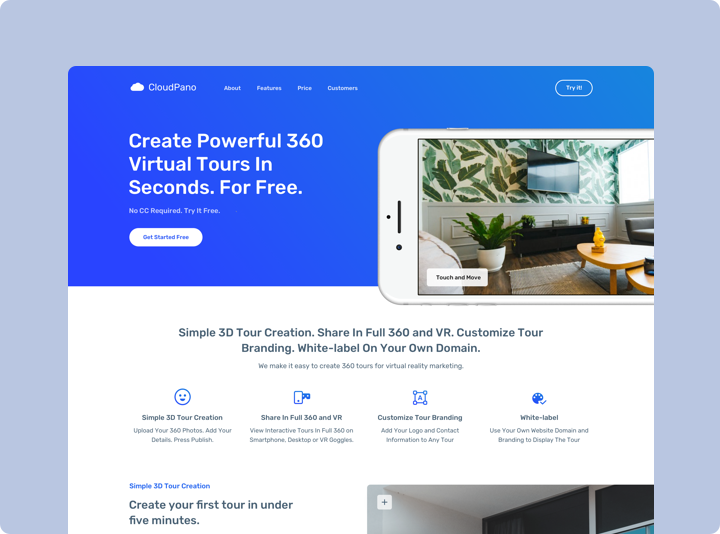 CloudPano
About
Features
Price
Customers
Try it!
Create Powerful 360
Virtual Tours In
Seconds. For Free.
No CC Required. Try It Free.
Get Started Free
Touch and Move
Simple 3D Tour Creation. Share In Full 360 and VR. Customize Tour
Branding. White-label On Your Own Domain.
We make it easy to create 360 tours for virtual reality marketing.
A
Simple 3D Tour Creation
Upload Your 360 Photos. Add Your
Details. Press Publish.
Share In Full 360 and VR
View Interactive Tours In Full 360 on
Smartphone, Desktop or VR Goggles.
Customize Tour Branding
Add Your Logo and Contact
Information to Any Tour
White-label
Use Your Own Website Domain and
Branding to Display The Tour
Simple 3D Tour Creation
Create your first tour in under
five minutes.